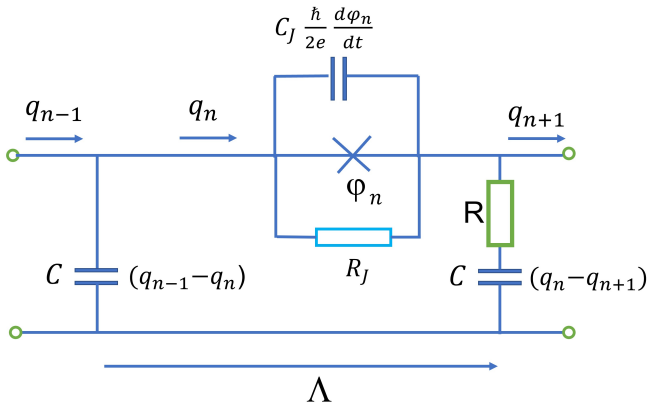 C_J ħ/2e dφ_n/dt
q_{n−1}
q_n
q_{n+1}
φ_n
R
C
(q_{n−1}−q_n)
R_J
C
(q_n−q_{n+1})
Λ